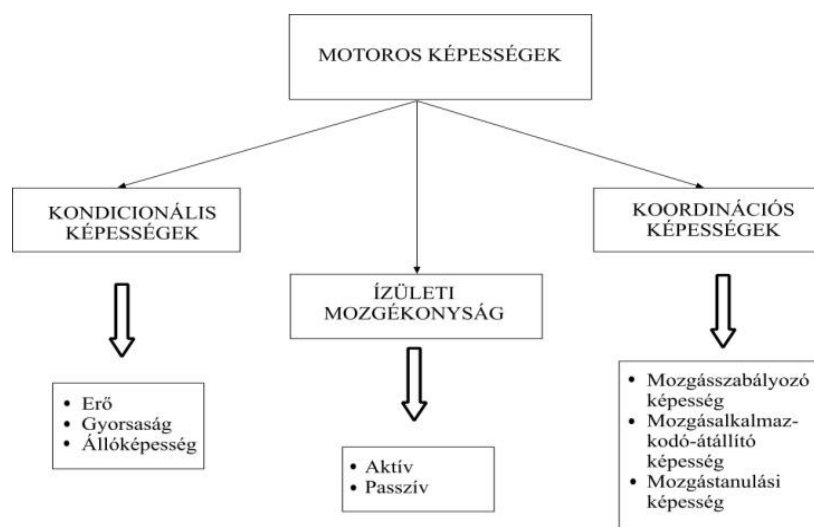 MOTOROS KÉPESSÉGEK
KONDICIONÁLIS
KÉPESSÉGEK
ÍZÜLETI
MOZGÉKONYSÁG
KOORDINÁCIÓS
KÉPESSÉGEK
• Erő
• Gyorsaság
• Állóképesség
• Aktív
• Passzív
• Mozgásszabályozó
képesség
• Mozgásalkalmaz-
kodó-átállító
képesség
• Mozgástanulási
képesség